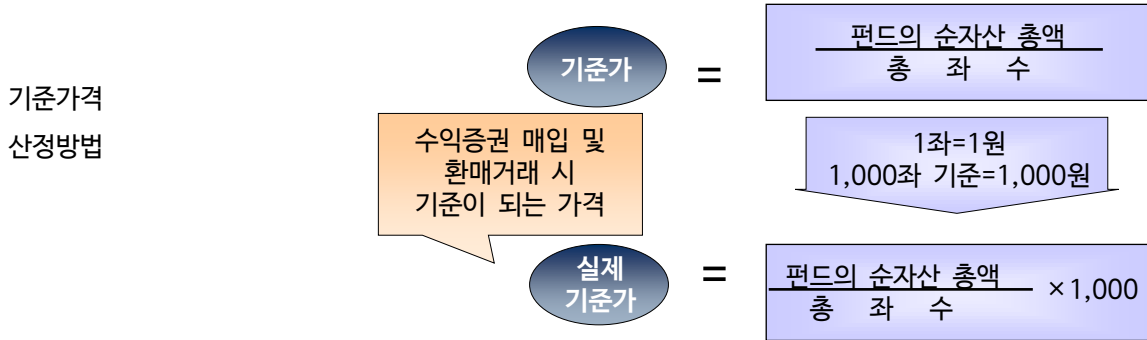 기준가격
산정방법
기준가
=
펀드의 순자산 총액
총 좌 수
수익증권 매입 및
환매거래 시
기준이 되는 가격
1좌=1원
1,000좌 기준=1,000원
실제
기준가
=
펀드의 순자산 총액
총 좌 수
×1,000